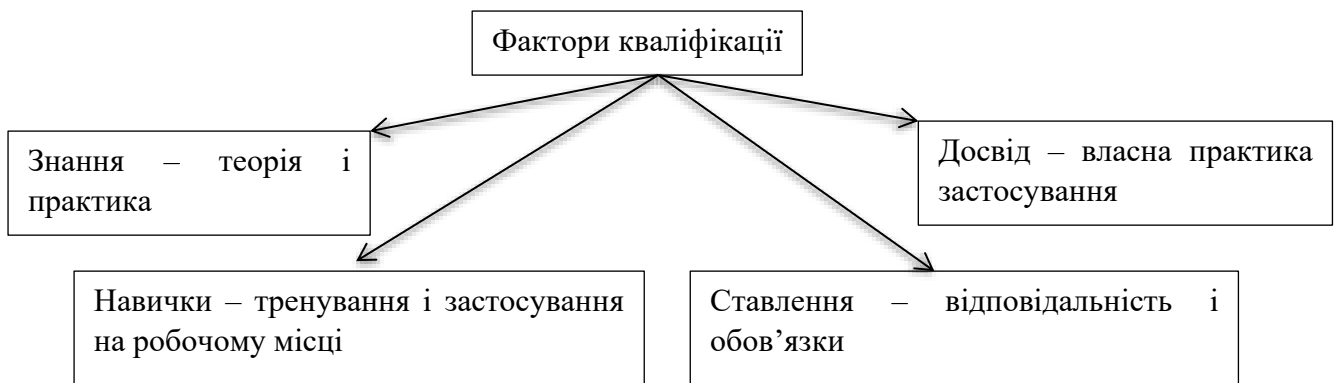 Фактори кваліфікації
Знання – теорія і
практика
Досвід – власна практика
застосування
Навички – тренування і застосування
на робочому місці
Ставлення – відповідальність і
обов’язки